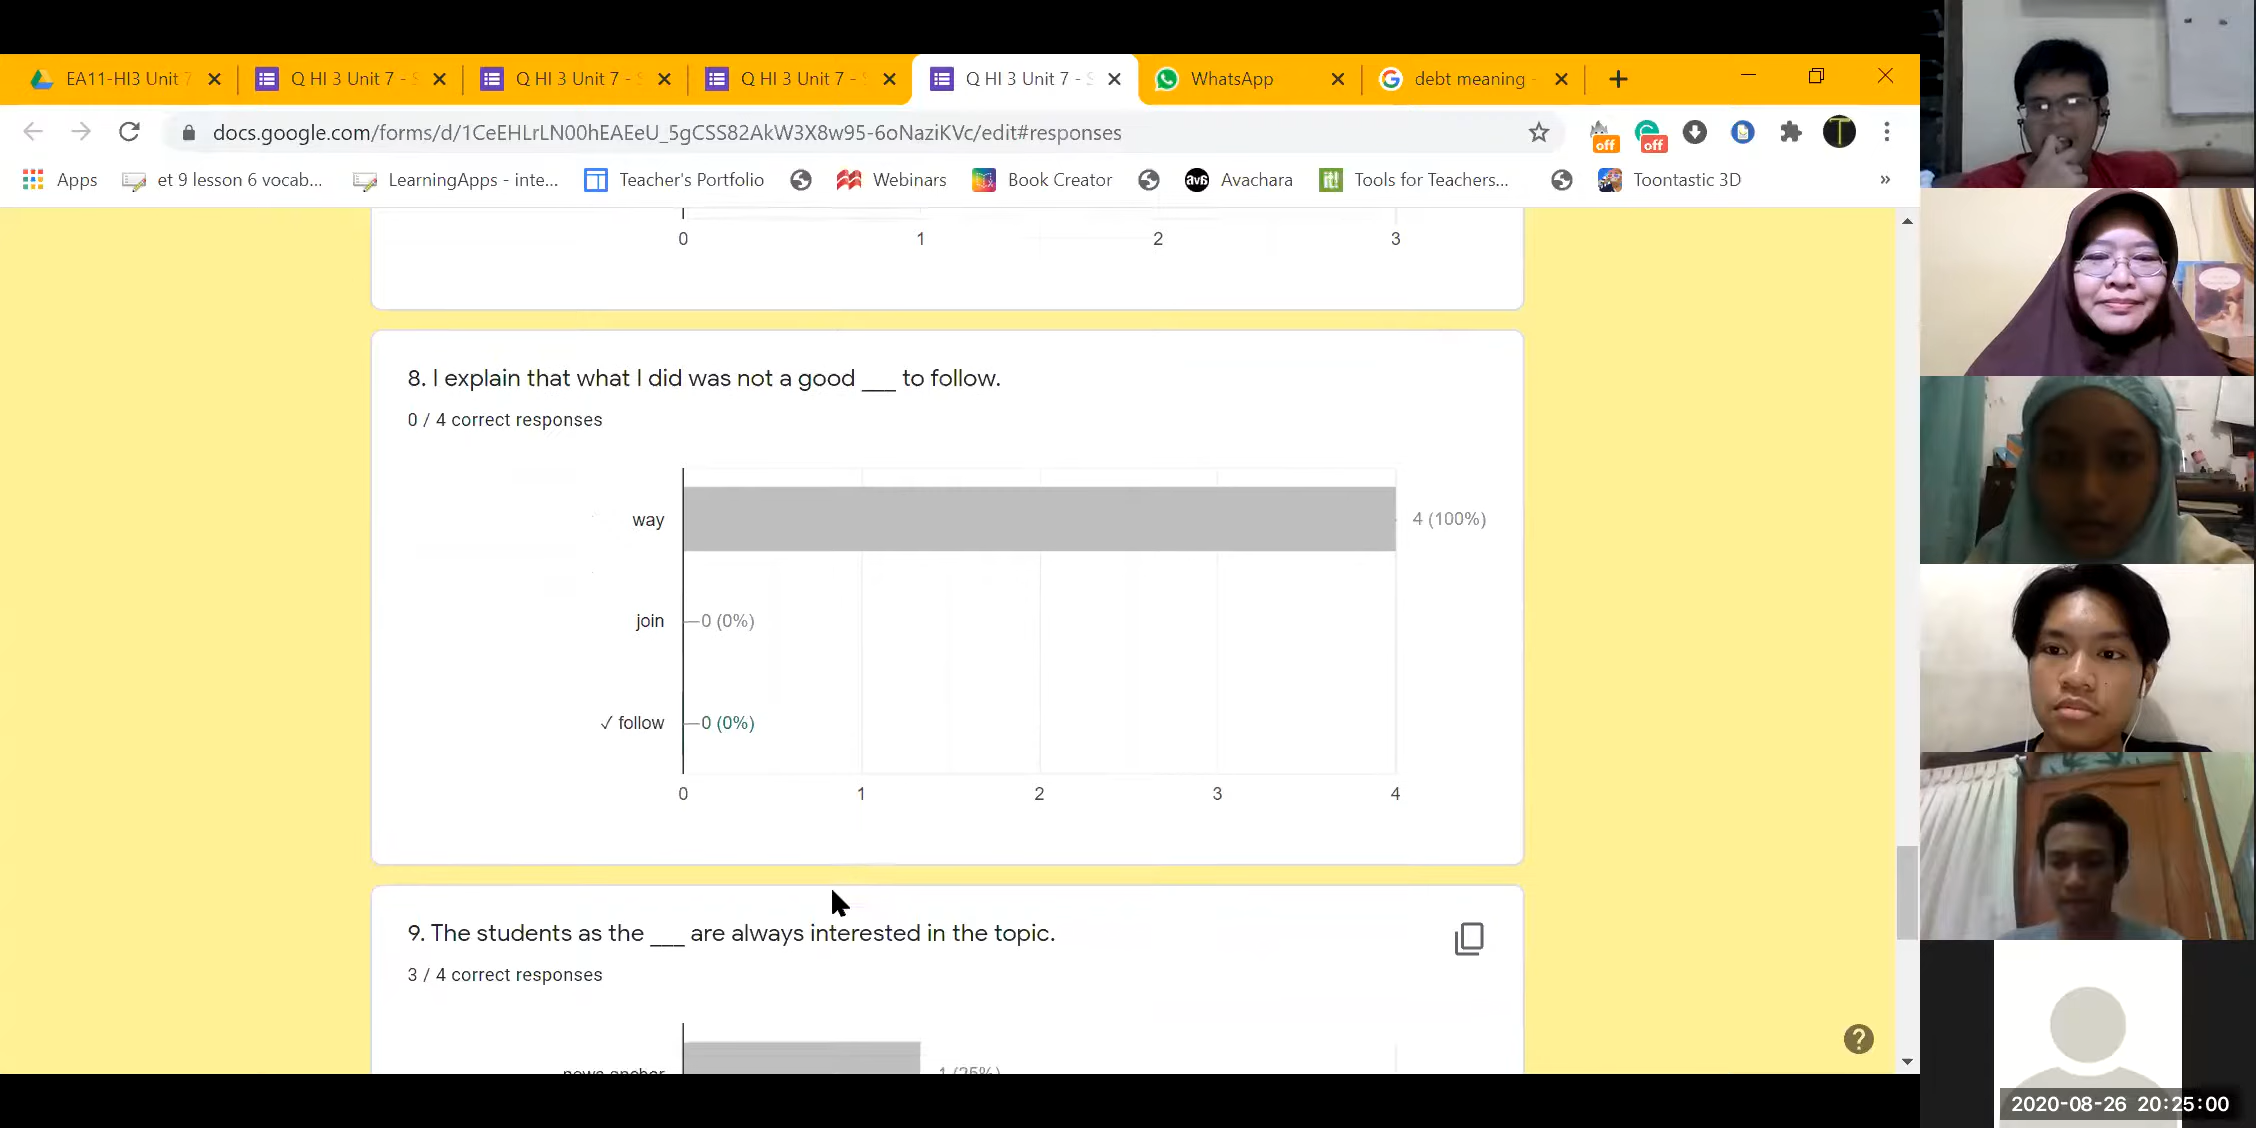 EA11-HI3 Unit 7
Q HI 3 Unit 7 - S
Q HI 3 Unit 7 - S
Q HI 3 Unit 7 - S
Q HI 3 Unit 7 - S
WhatsApp
debt meaning -
docs.google.com/forms/d/1CeEHLrLN00hEAEeU_5gCSS82AkW3X8w95-6oNaziKVc/edit#responses
off
off
T
Apps
et 9 lesson 6 vocab...
LearningApps - inte...
Teacher's Portfolio
Webinars
Book Creator
Avachara
Tools for Teachers...
Toontastic 3D
»
0 1 2 3
8. I explain that what I did was not a good ___ to follow.
0 / 4 correct responses
way
4 (100%)
join
0 (0%)
✓ follow
0 (0%)
0 1 2 3 4
9. The students as the ___ are always interested in the topic.
3 / 4 correct responses
news anchor
1 (25%)
2020-08-26 20:25:00